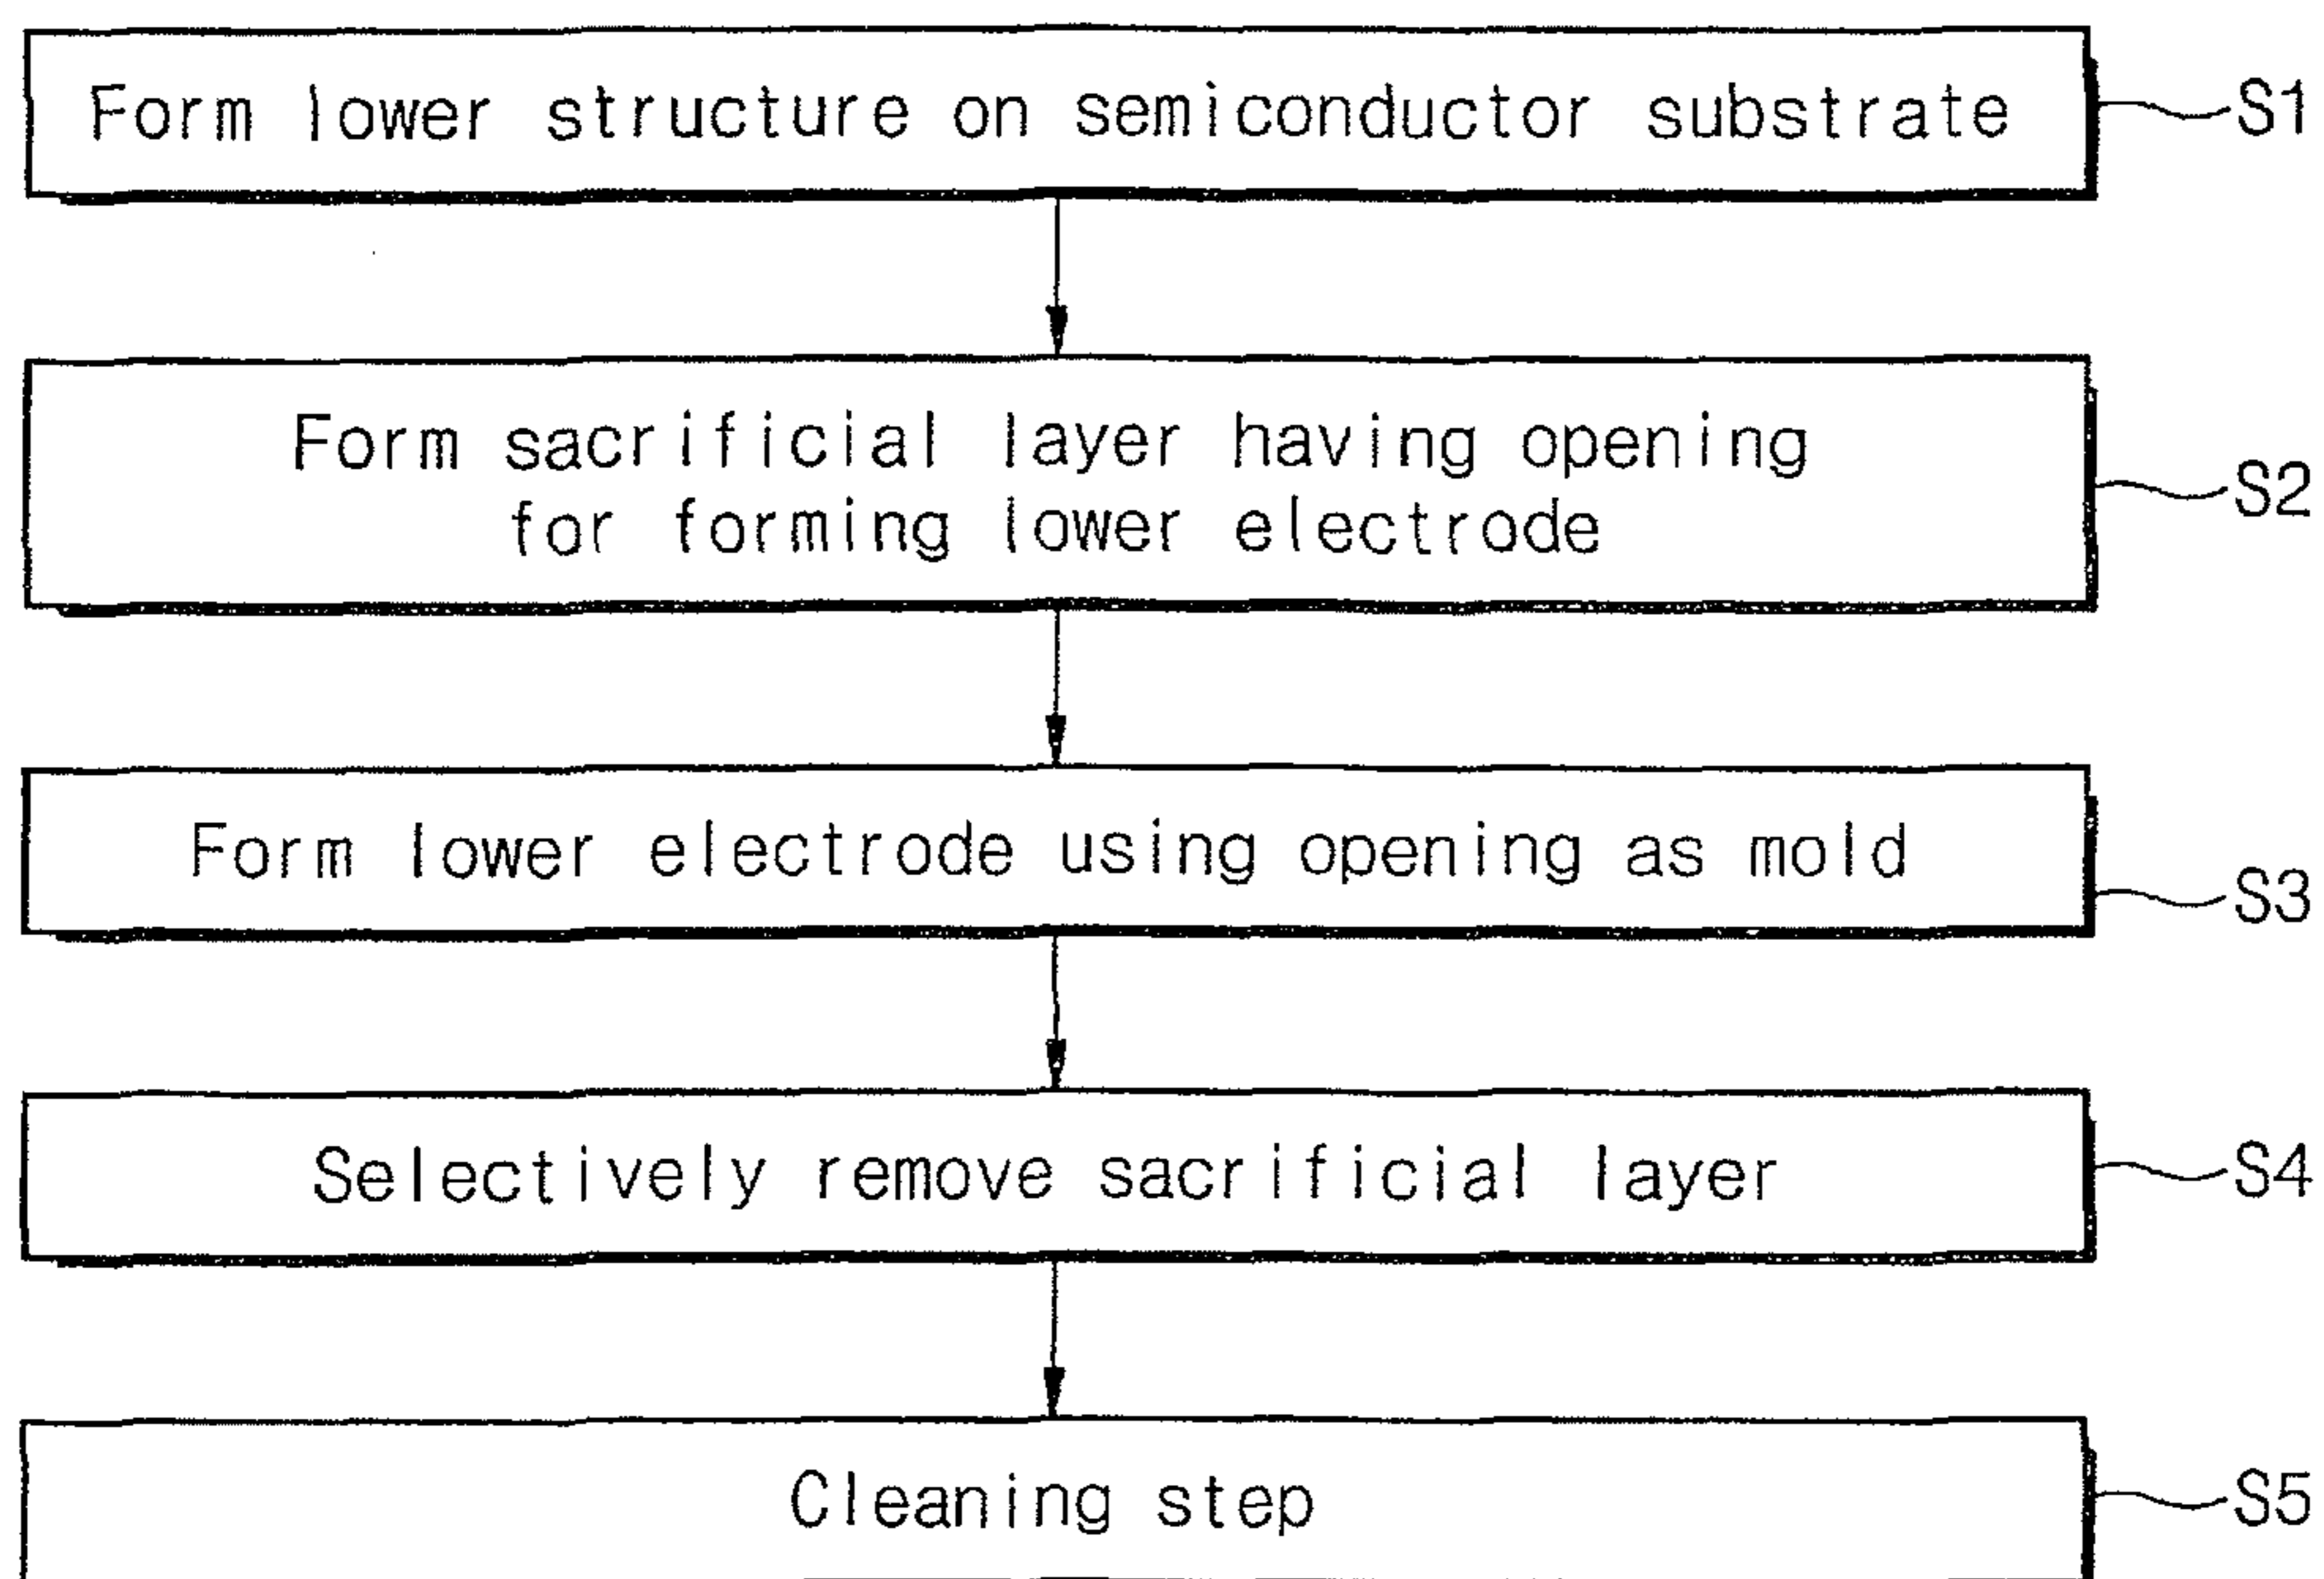 Form lower structure on semiconductor substrate
S1
Form sacrificial layer having opening
for forming lower electrode
S2
Form lower electrode using opening as mold
S3
Selectively remove sacrificial layer
S4
Cleaning step
S5